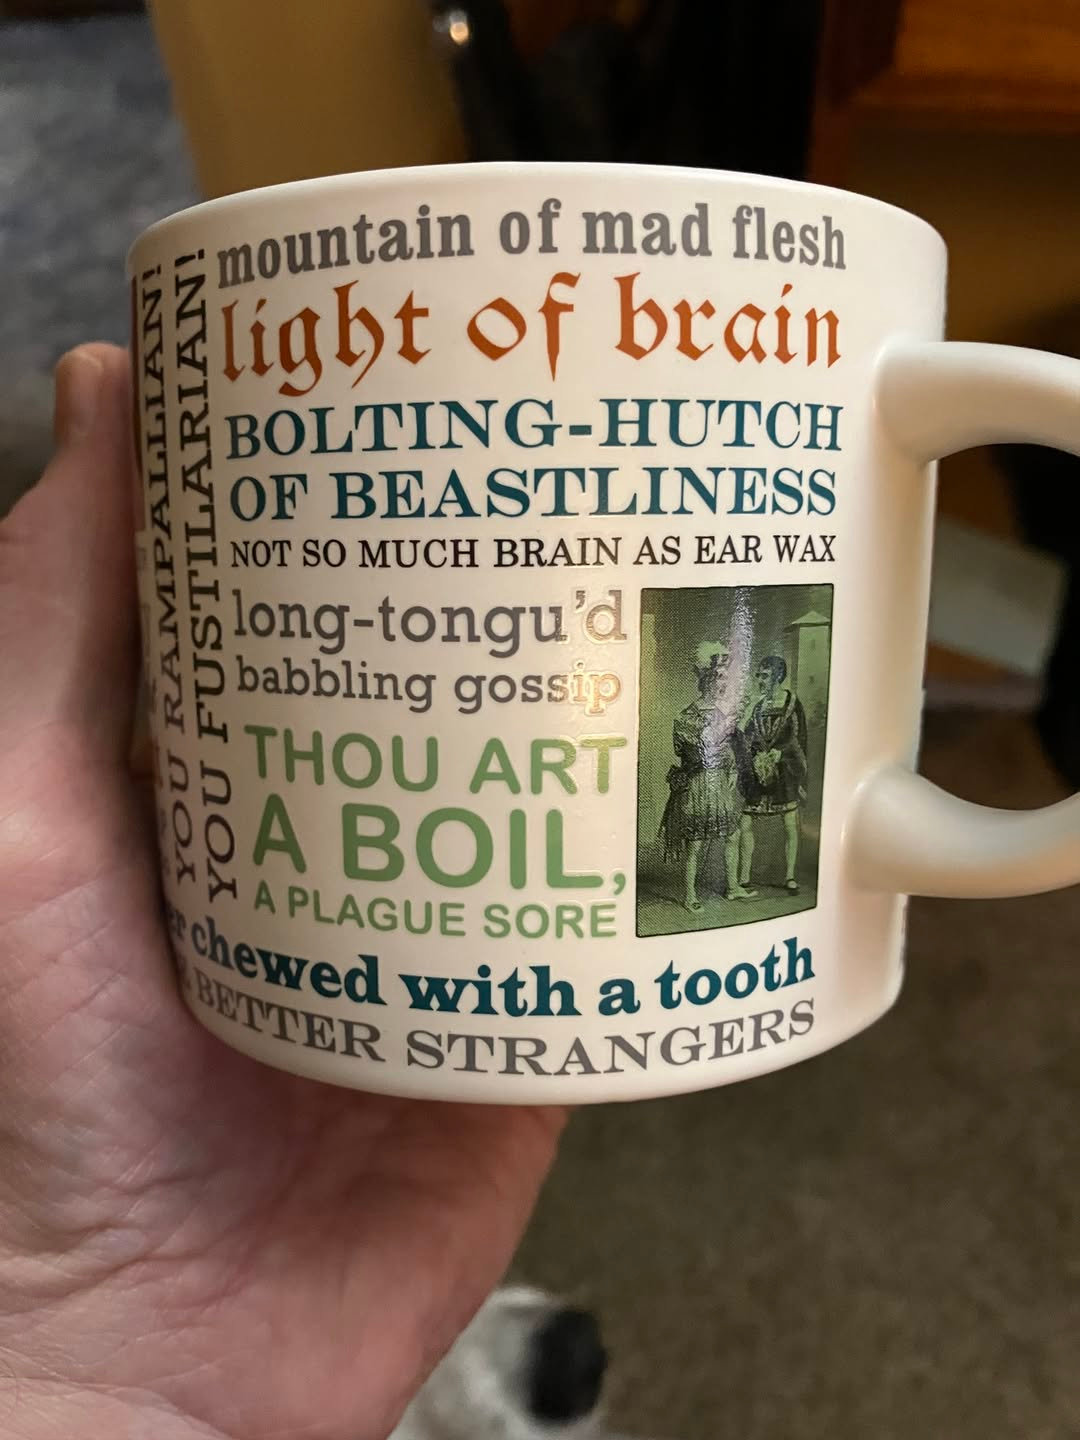 mountain of mad flesh
light of brain
BOLTING-HUTCH
OF BEASTLINESS
NOT SO MUCH BRAIN AS EAR WAX
long-tongu'd
babbling gossip
THOU ART
A BOIL,
A PLAGUE SORE
chewed with a tooth
BETTER STRANGERS
YOU RAMPALLIAN!
YOU FUSTILARIAN!